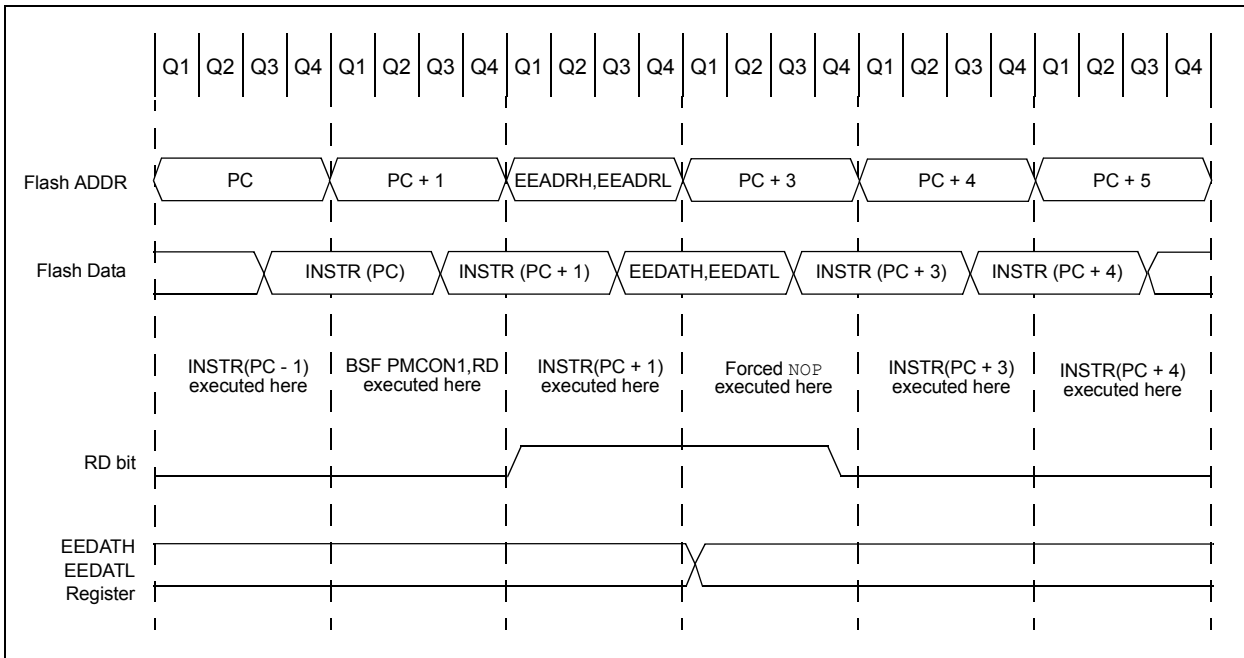 Q1 Q2 Q3 Q4 Q1 Q2 Q3 Q4 Q1 Q2 Q3 Q4 Q1 Q2 Q3 Q4 Q1 Q2 Q3 Q4 Q1 Q2 Q3 Q4
Flash ADDR PC PC + 1 EEADRH,EEADRL PC + 3 PC + 4 PC + 5
Flash Data INSTR (PC) INSTR (PC + 1) EEDATH,EEDATL INSTR (PC + 3) INSTR (PC + 4)
INSTR(PC - 1) BSF PMCON1,RD INSTR(PC + 1) Forced NOP INSTR(PC + 3) INSTR(PC + 4)
executed here executed here executed here executed here executed here executed here
RD bit
EEDATH
EEDATL
Register